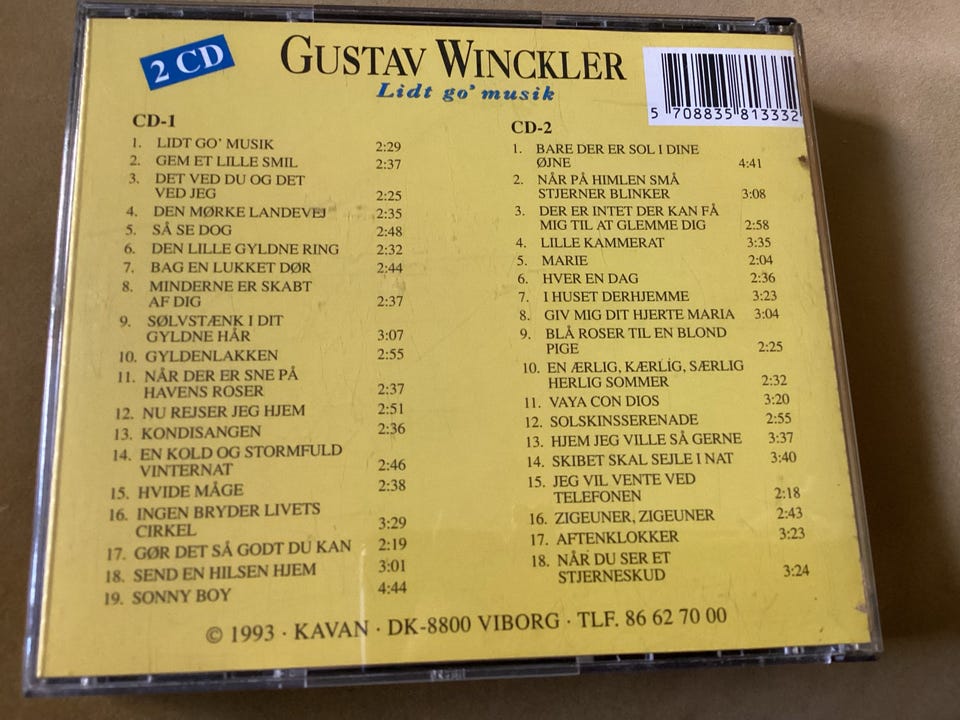 2 CD
GUSTAV WINCKLER
Lidt go' musik
5 708835 813332
CD-1
1. LIDT GO' MUSIK 2:29
2. GEM ET LILLE SMIL 2:37
3. DET VED DU OG DET
VED JEG 2:25
4. DEN MØRKE LANDEVEJ 2:35
5. SÅ SE DOG 2:48
6. DEN LILLE GYLDNE RING 2:32
7. BAG EN LUKKET DØR 2:44
8. MINDERNE ER SKABT
AF DIG 2:37
9. SØLVSTÆNK I DIT
GYLDNE HÅR 3:07
10. GYLDENLAKKEN 2:55
11. NÅR DER ER SNE PÅ
HAVENS ROSER 2:37
12. NU REJSER JEG HJEM 2:51
13. KONDISANGEN 2:36
14. EN KOLD OG STORMFULD
VINTERNAT 2:46
15. HVIDE MÅGE 2:38
16. INGEN BRYDER LIVETS
CIRKEL 3:29
17. GØR DET SÅ GODT DU KAN 2:19
18. SEND EN HILSEN HJEM 3:01
19. SONNY BOY 4:44
CD-2
1. BARE DER ER SOL I DINE
ØJNE 4:41
2. NÅR PÅ HIMLEN SMÅ
STJERNER BLINKER 3:08
3. DER ER INTET DER KAN FÅ
MIG TIL AT GLEMME DIG 2:58
4. LILLE KAMMERAT 3:35
5. MARIE 2:04
6. HVER EN DAG 2:36
7. I HUSET DERHJEMME 3:23
8. GIV MIG DIT HJERTE MARIA 3:04
9. BLÅ ROSER TIL EN BLOND
PIGE 2:25
10. EN ÆRLIG, KÆRLIG, SÆRLIG
HERLIG SOMMER 2:32
11. VAYA CON DIOS 3:20
12. SOLSKINSSERENADE 2:55
13. HJEM JEG VILLE SÅ GERNE 3:37
14. SKIBET SKAL SEJLE I NAT 3:40
15. JEG VIL VENTE VED
TELEFONEN 2:18
16. ZIGEUNER, ZIGEUNER 2:43
17. AFTENKLOKKER 3:23
18. NÅR DU SER ET
STJERNESKUD 3:24
© 1993 · KAVAN · DK-8800 VIBORG · TLF. 86 62 70 00